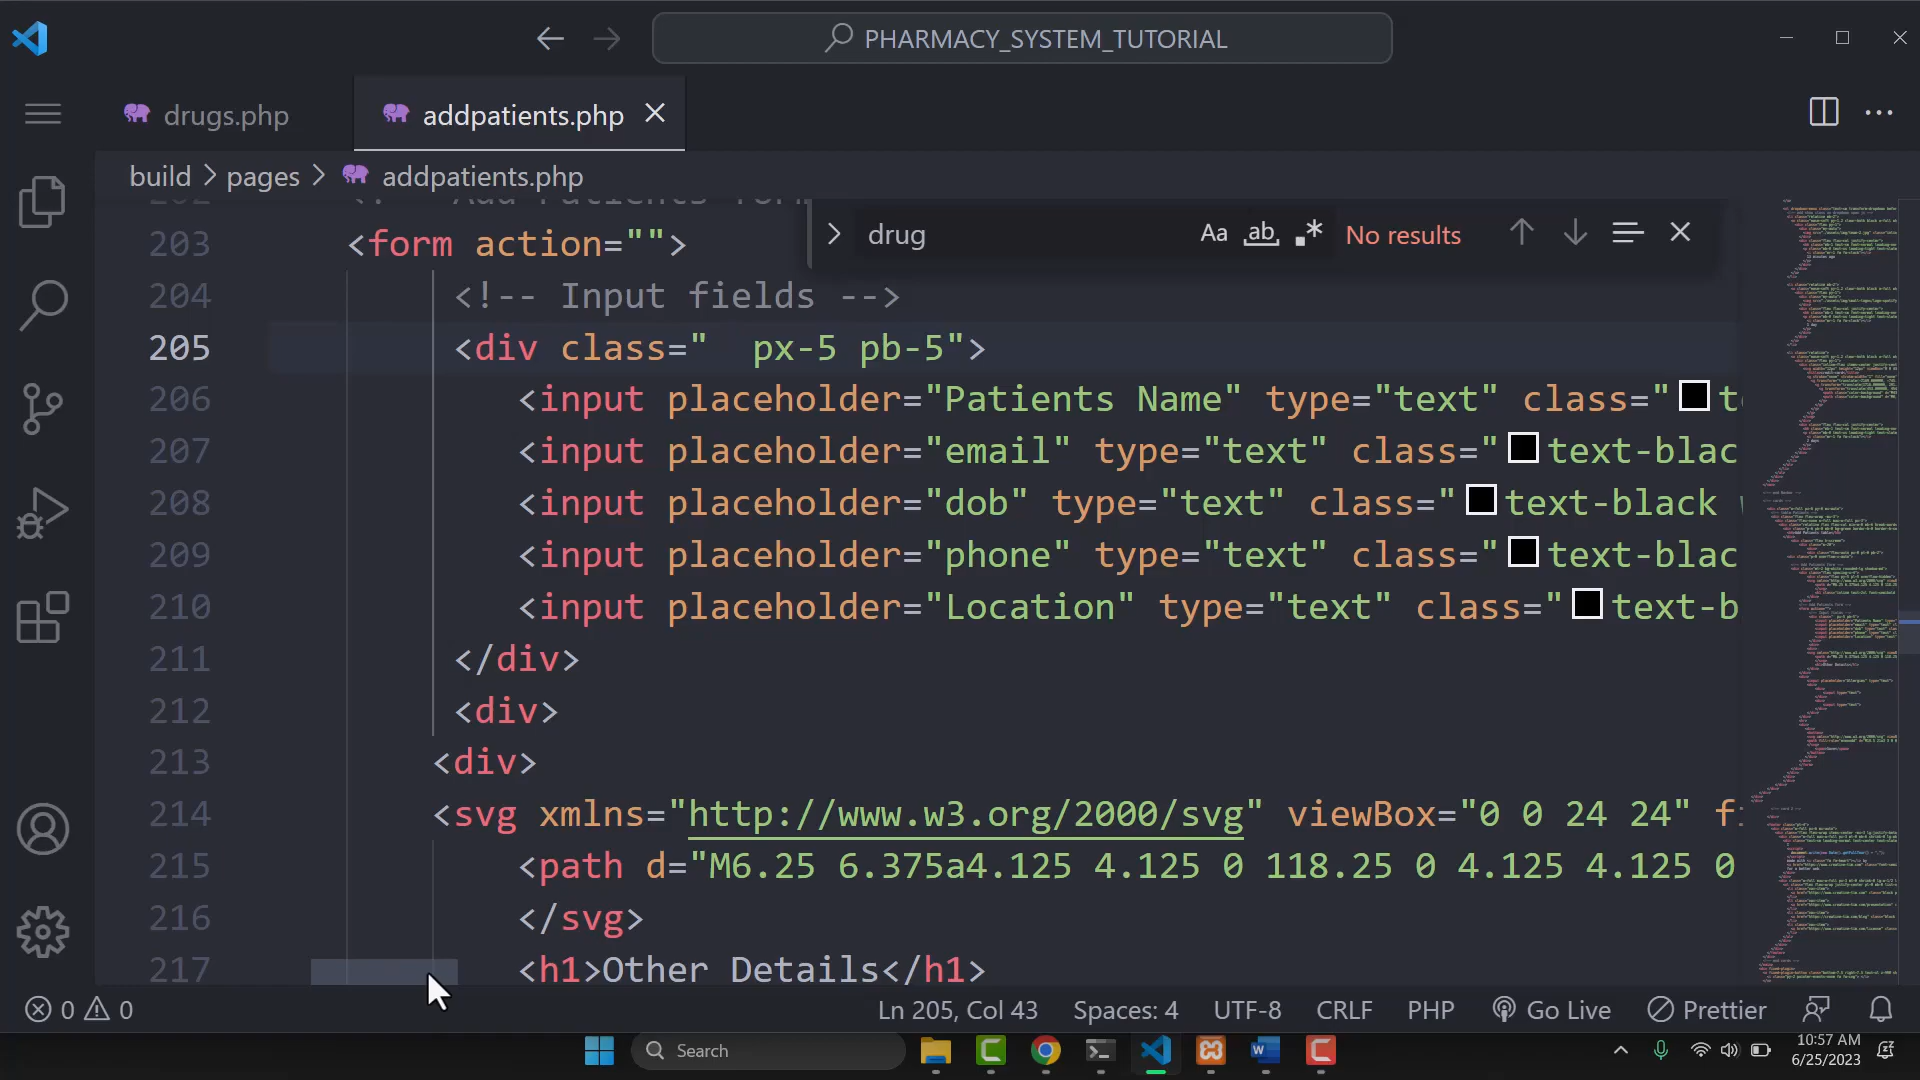 PHARMACY_SYSTEM_TUTORIAL
drugs.php
addpatients.php
build > pages > addpatients.php
drug
Aa ab .* No results
203 <form action="">
204 <!-- Input fields -->
205 <div class="  px-5 pb-5">
206 <input placeholder="Patients Name" type="text" class="
207 <input placeholder="email" type="text" class="text-blac
208 <input placeholder="dob" type="text" class="text-black
209 <input placeholder="phone" type="text" class="text-blac
210 <input placeholder="Location" type="text" class="text-b
211 </div>
212 <div>
213 <div>
214 <svg xmlns="http://www.w3.org/2000/svg" viewBox="0 0 24 24" fi
215 <path d="M6.25 6.375a4.125 4.125 0 118.25 0 4.125 4.125 0
216 </svg>
217 <h1>Other Details</h1>
0 0 Ln 205, Col 43 Spaces: 4 UTF-8 CRLF PHP Go Live Prettier
Search
10:57 AM
6/25/2023